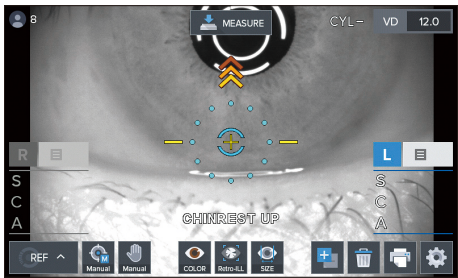 8
MEASURE
CYL−
VD 12.0
R
L
S
C
A
S
C
A
CHINREST UP
REF
Manual
M
Manual
COLOR
Retro-ILL
SIZE